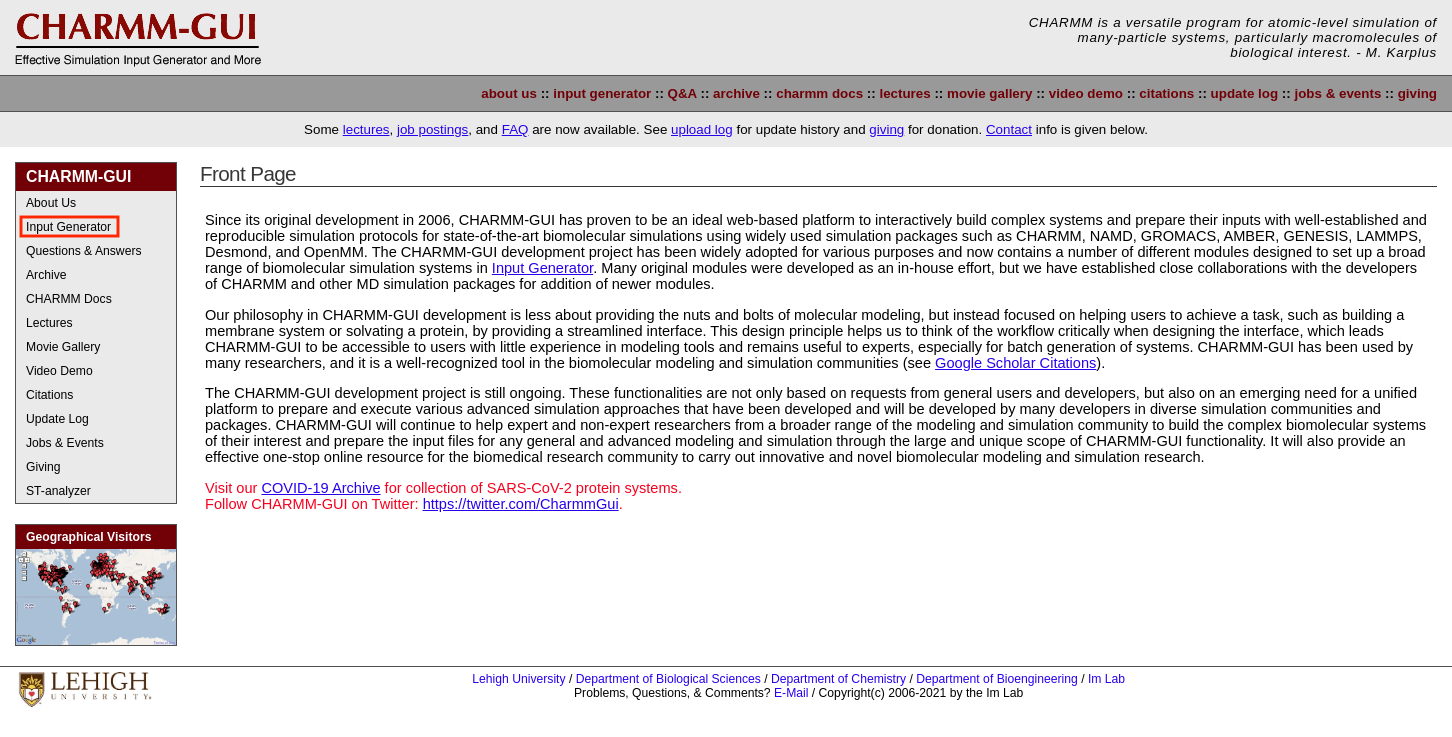 CHARMM-GUI
Effective Simulation Input Generator and More
CHARMM is a versatile program for atomic-level simulation of
many-particle systems, particularly macromolecules of
biological interest. - M. Karplus
about us :: input generator :: Q&A :: archive :: charmm docs :: lectures :: movie gallery :: video demo :: citations :: update log :: jobs & events :: giving
Some lectures, job postings, and FAQ are now available. See upload log for update history and giving for donation. Contact info is given below.
CHARMM-GUI
About Us
Input Generator
Questions & Answers
Archive
CHARMM Docs
Lectures
Movie Gallery
Video Demo
Citations
Update Log
Jobs & Events
Giving
ST-analyzer
Geographical Visitors
Google
Front Page
Since its original development in 2006, CHARMM-GUI has proven to be an ideal web-based platform to interactively build complex systems and prepare their inputs with well-established and
reproducible simulation protocols for state-of-the-art biomolecular simulations using widely used simulation packages such as CHARMM, NAMD, GROMACS, AMBER, GENESIS, LAMMPS,
Desmond, and OpenMM. The CHARMM-GUI development project has been widely adopted for various purposes and now contains a number of different modules designed to set up a broad
range of biomolecular simulation systems in Input Generator. Many original modules were developed as an in-house effort, but we have established close collaborations with the developers
of CHARMM and other MD simulation packages for addition of newer modules.
Our philosophy in CHARMM-GUI development is less about providing the nuts and bolts of molecular modeling, but instead focused on helping users to achieve a task, such as building a
membrane system or solvating a protein, by providing a streamlined interface. This design principle helps us to think of the workflow critically when designing the interface, which leads
CHARMM-GUI to be accessible to users with little experience in modeling tools and remains useful to experts, especially for batch generation of systems. CHARMM-GUI has been used by
many researchers, and it is a well-recognized tool in the biomolecular modeling and simulation communities (see Google Scholar Citations).
The CHARMM-GUI development project is still ongoing. These functionalities are not only based on requests from general users and developers, but also on an emerging need for a unified
platform to prepare and execute various advanced simulation approaches that have been developed and will be developed by many developers in diverse simulation communities and
packages. CHARMM-GUI will continue to help expert and non-expert researchers from a broader range of the modeling and simulation community to build the complex biomolecular systems
of their interest and prepare the input files for any general and advanced modeling and simulation through the large and unique scope of CHARMM-GUI functionality. It will also provide an
effective one-stop online resource for the biomedical research community to carry out innovative and novel biomolecular modeling and simulation research.
Visit our COVID-19 Archive for collection of SARS-CoV-2 protein systems.
Follow CHARMM-GUI on Twitter: https://twitter.com/CharmmGui.
LEHIGH
UNIVERSITY
Lehigh University / Department of Biological Sciences / Department of Chemistry / Department of Bioengineering / Im Lab
Problems, Questions, & Comments? E-Mail / Copyright(c) 2006-2021 by the Im Lab